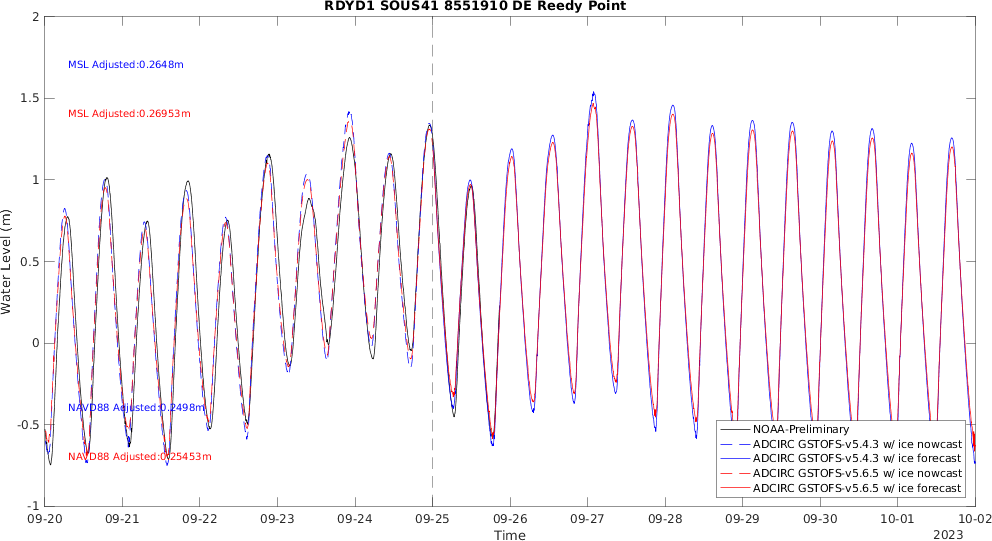 RDYD1 SOUS41 8551910 DE Reedy Point
2
1.5
1
0.5
0
-0.5
-1
Water Level (m)
MSL Adjusted:0.2648m
MSL Adjusted:0.26953m
NAVD88 Adjusted:0.2498m
NAVD88 Adjusted:0.25453m
NOAA-Preliminary
ADCIRC GSTOFS-v5.4.3 w/ ice nowcast
ADCIRC GSTOFS-v5.4.3 w/ ice forecast
ADCIRC GSTOFS-v5.6.5 w/ ice nowcast
ADCIRC GSTOFS-v5.6.5 w/ ice forecast
09-20 09-21 09-22 09-23 09-24 09-25 09-26 09-27 09-28 09-29 09-30 10-01 10-02
Time
2023